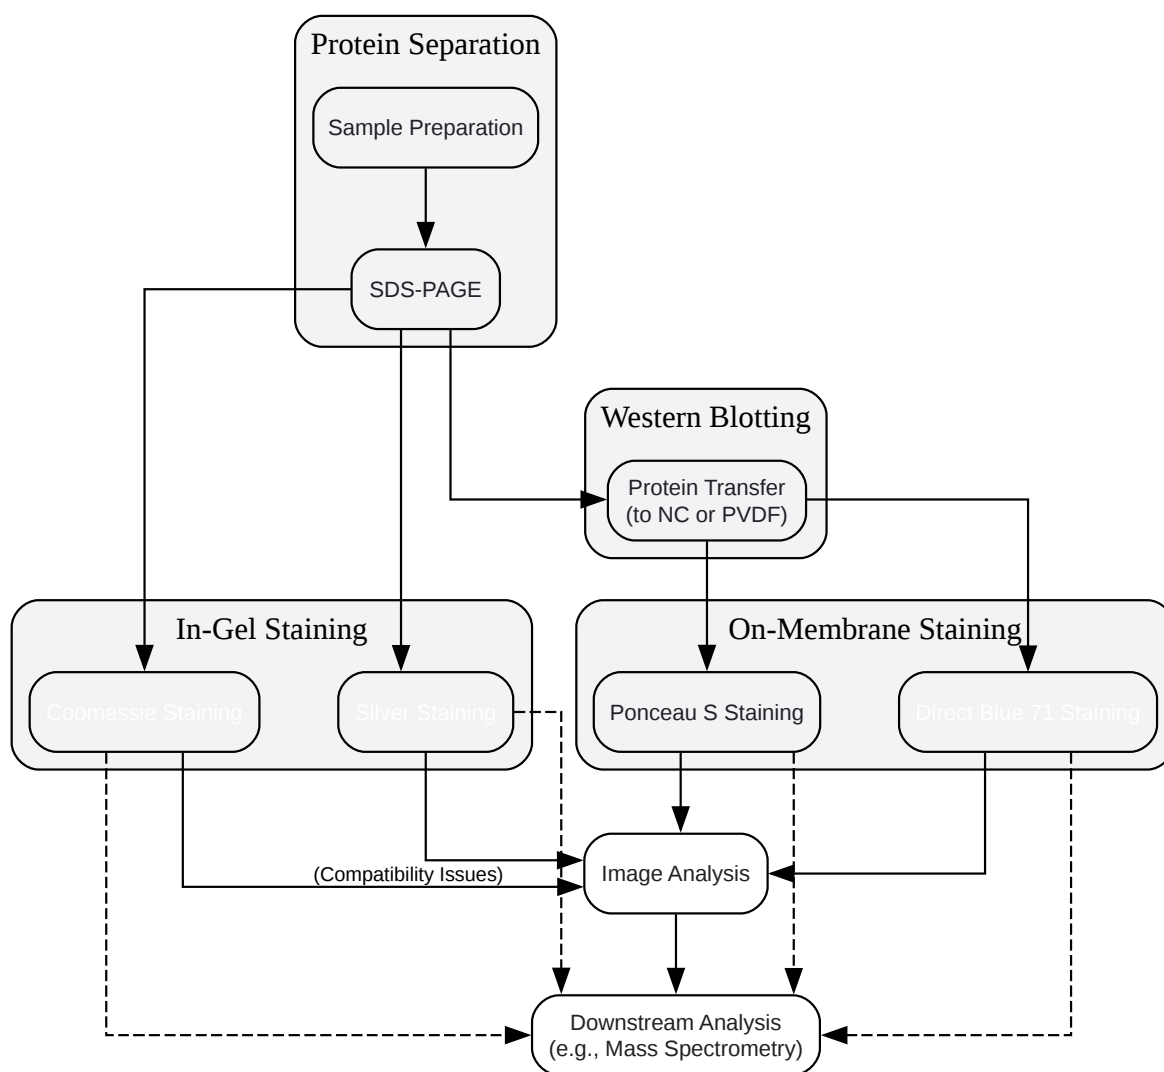 Protein Separation
Sample Preparation
SDS-PAGE
Western Blotting
Protein Transfer
(to NC or PVDF)
In-Gel Staining
On-Membrane Staining
Coomassie Staining
Silver Staining
Ponceau S Staining
Direct Blue 71 Staining
Image Analysis
(Compatibility Issues)
Downstream Analysis
(e.g., Mass Spectrometry)